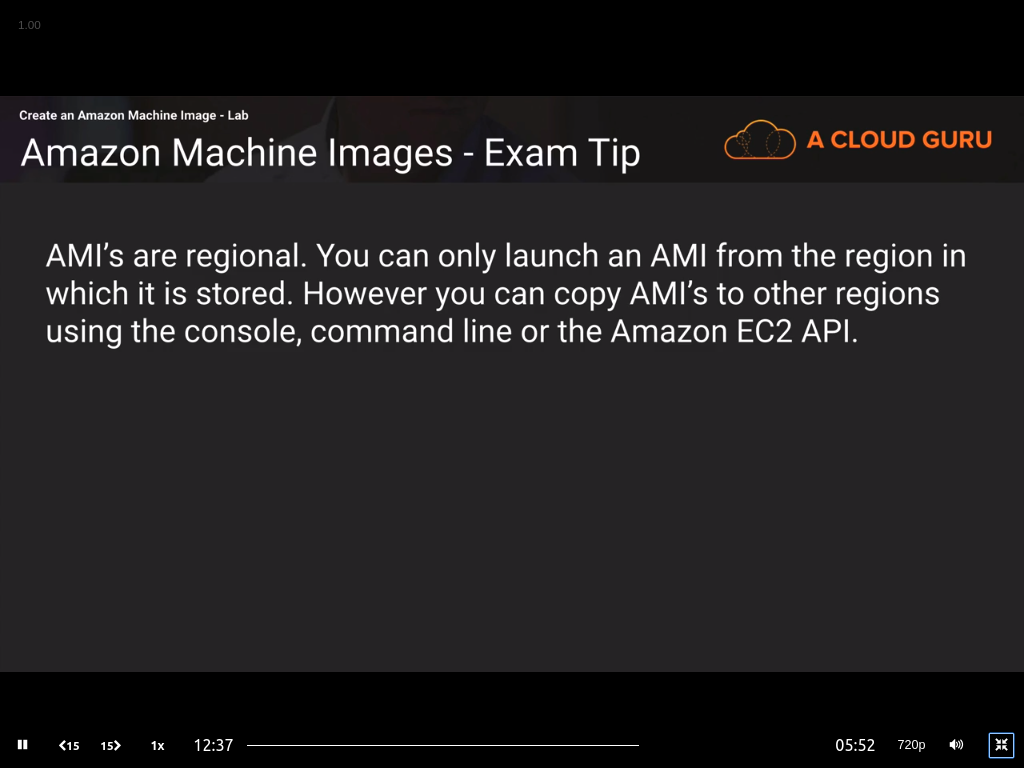 1.00
Create an Amazon Machine Image - Lab
Amazon Machine Images - Exam Tip
A CLOUD GURU
AMI’s are regional. You can only launch an AMI from the region in
which it is stored. However you can copy AMI’s to other regions
using the console, command line or the Amazon EC2 API.
15 15 1x 12:37 05:52 720p